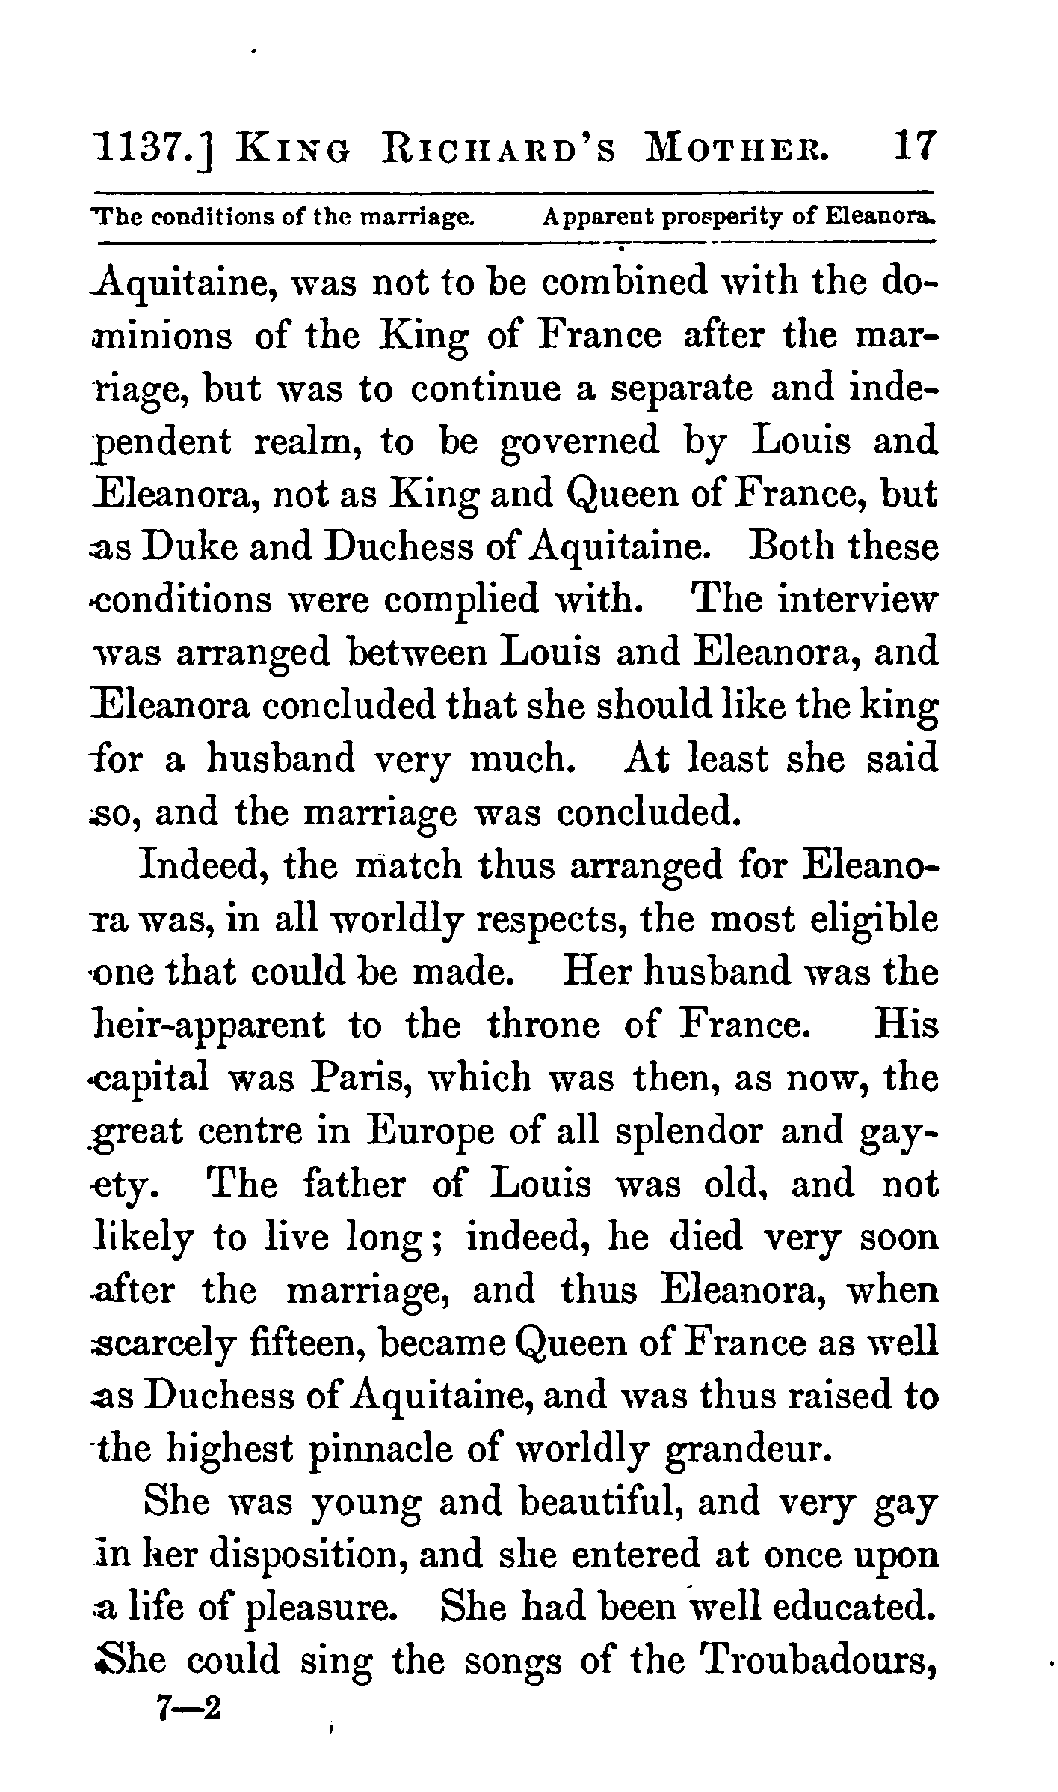 1137.] KING RICHARD'S MOTHER. 17
The conditions of the marriage. Apparent prosperity of Eleanora.
Aquitaine, was not to be combined with the do-
minions of the King of France after the mar-
riage, but was to continue a separate and inde-
pendent realm, to be governed by Louis and
Eleanora, not as King and Queen of France, but
as Duke and Duchess of Aquitaine. Both these
conditions were complied with. The interview
was arranged between Louis and Eleanora, and
Eleanora concluded that she should like the king
for a husband very much. At least she said
so, and the marriage was concluded.
Indeed, the match thus arranged for Eleano-
ra was, in all worldly respects, the most eligible
one that could be made. Her husband was the
heir-apparent to the throne of France. His
capital was Paris, which was then, as now, the
great centre in Europe of all splendor and gay-
ety. The father of Louis was old, and not
likely to live long; indeed, he died very soon
after the marriage, and thus Eleanora, when
scarcely fifteen, became Queen of France as well
as Duchess of Aquitaine, and was thus raised to
the highest pinnacle of worldly grandeur.
She was young and beautiful, and very gay
in her disposition, and she entered at once upon
a life of pleasure. She had been well educated.
She could sing the songs of the Troubadours,
7—2